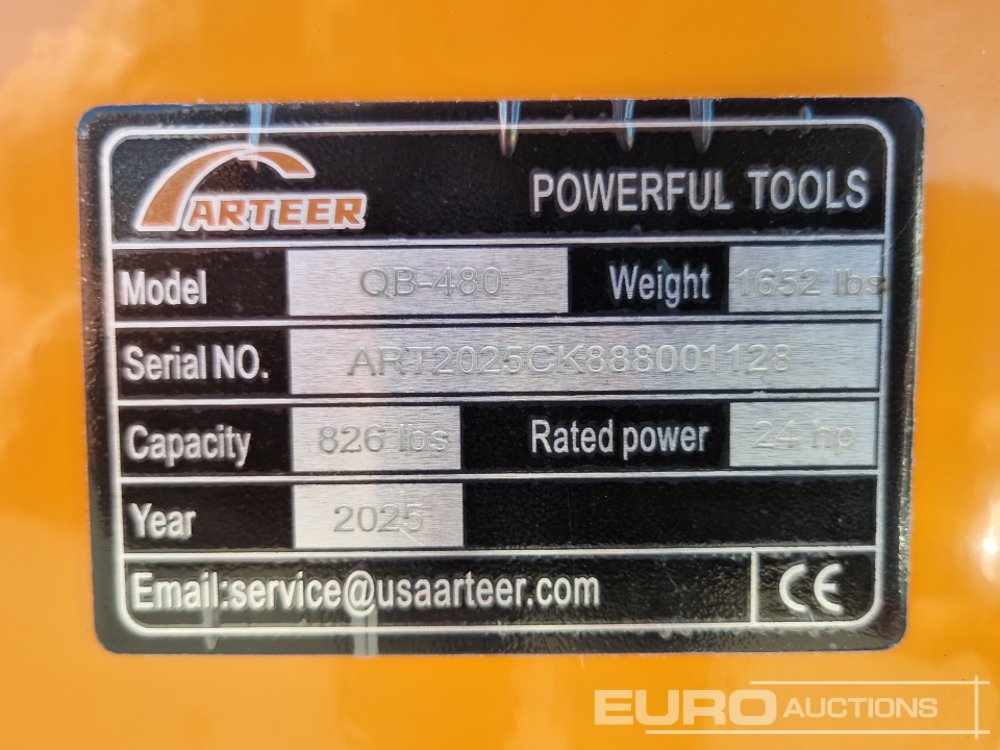 ARTEER POWERFUL TOOLS
Model QB-480 Weight 1652 lbs
Serial NO. ART2025CK888001128
Capacity 826 lbs Rated power 24 hp
Year 2025
Email:service@usaarteer.com CE
EURO AUCTIONS